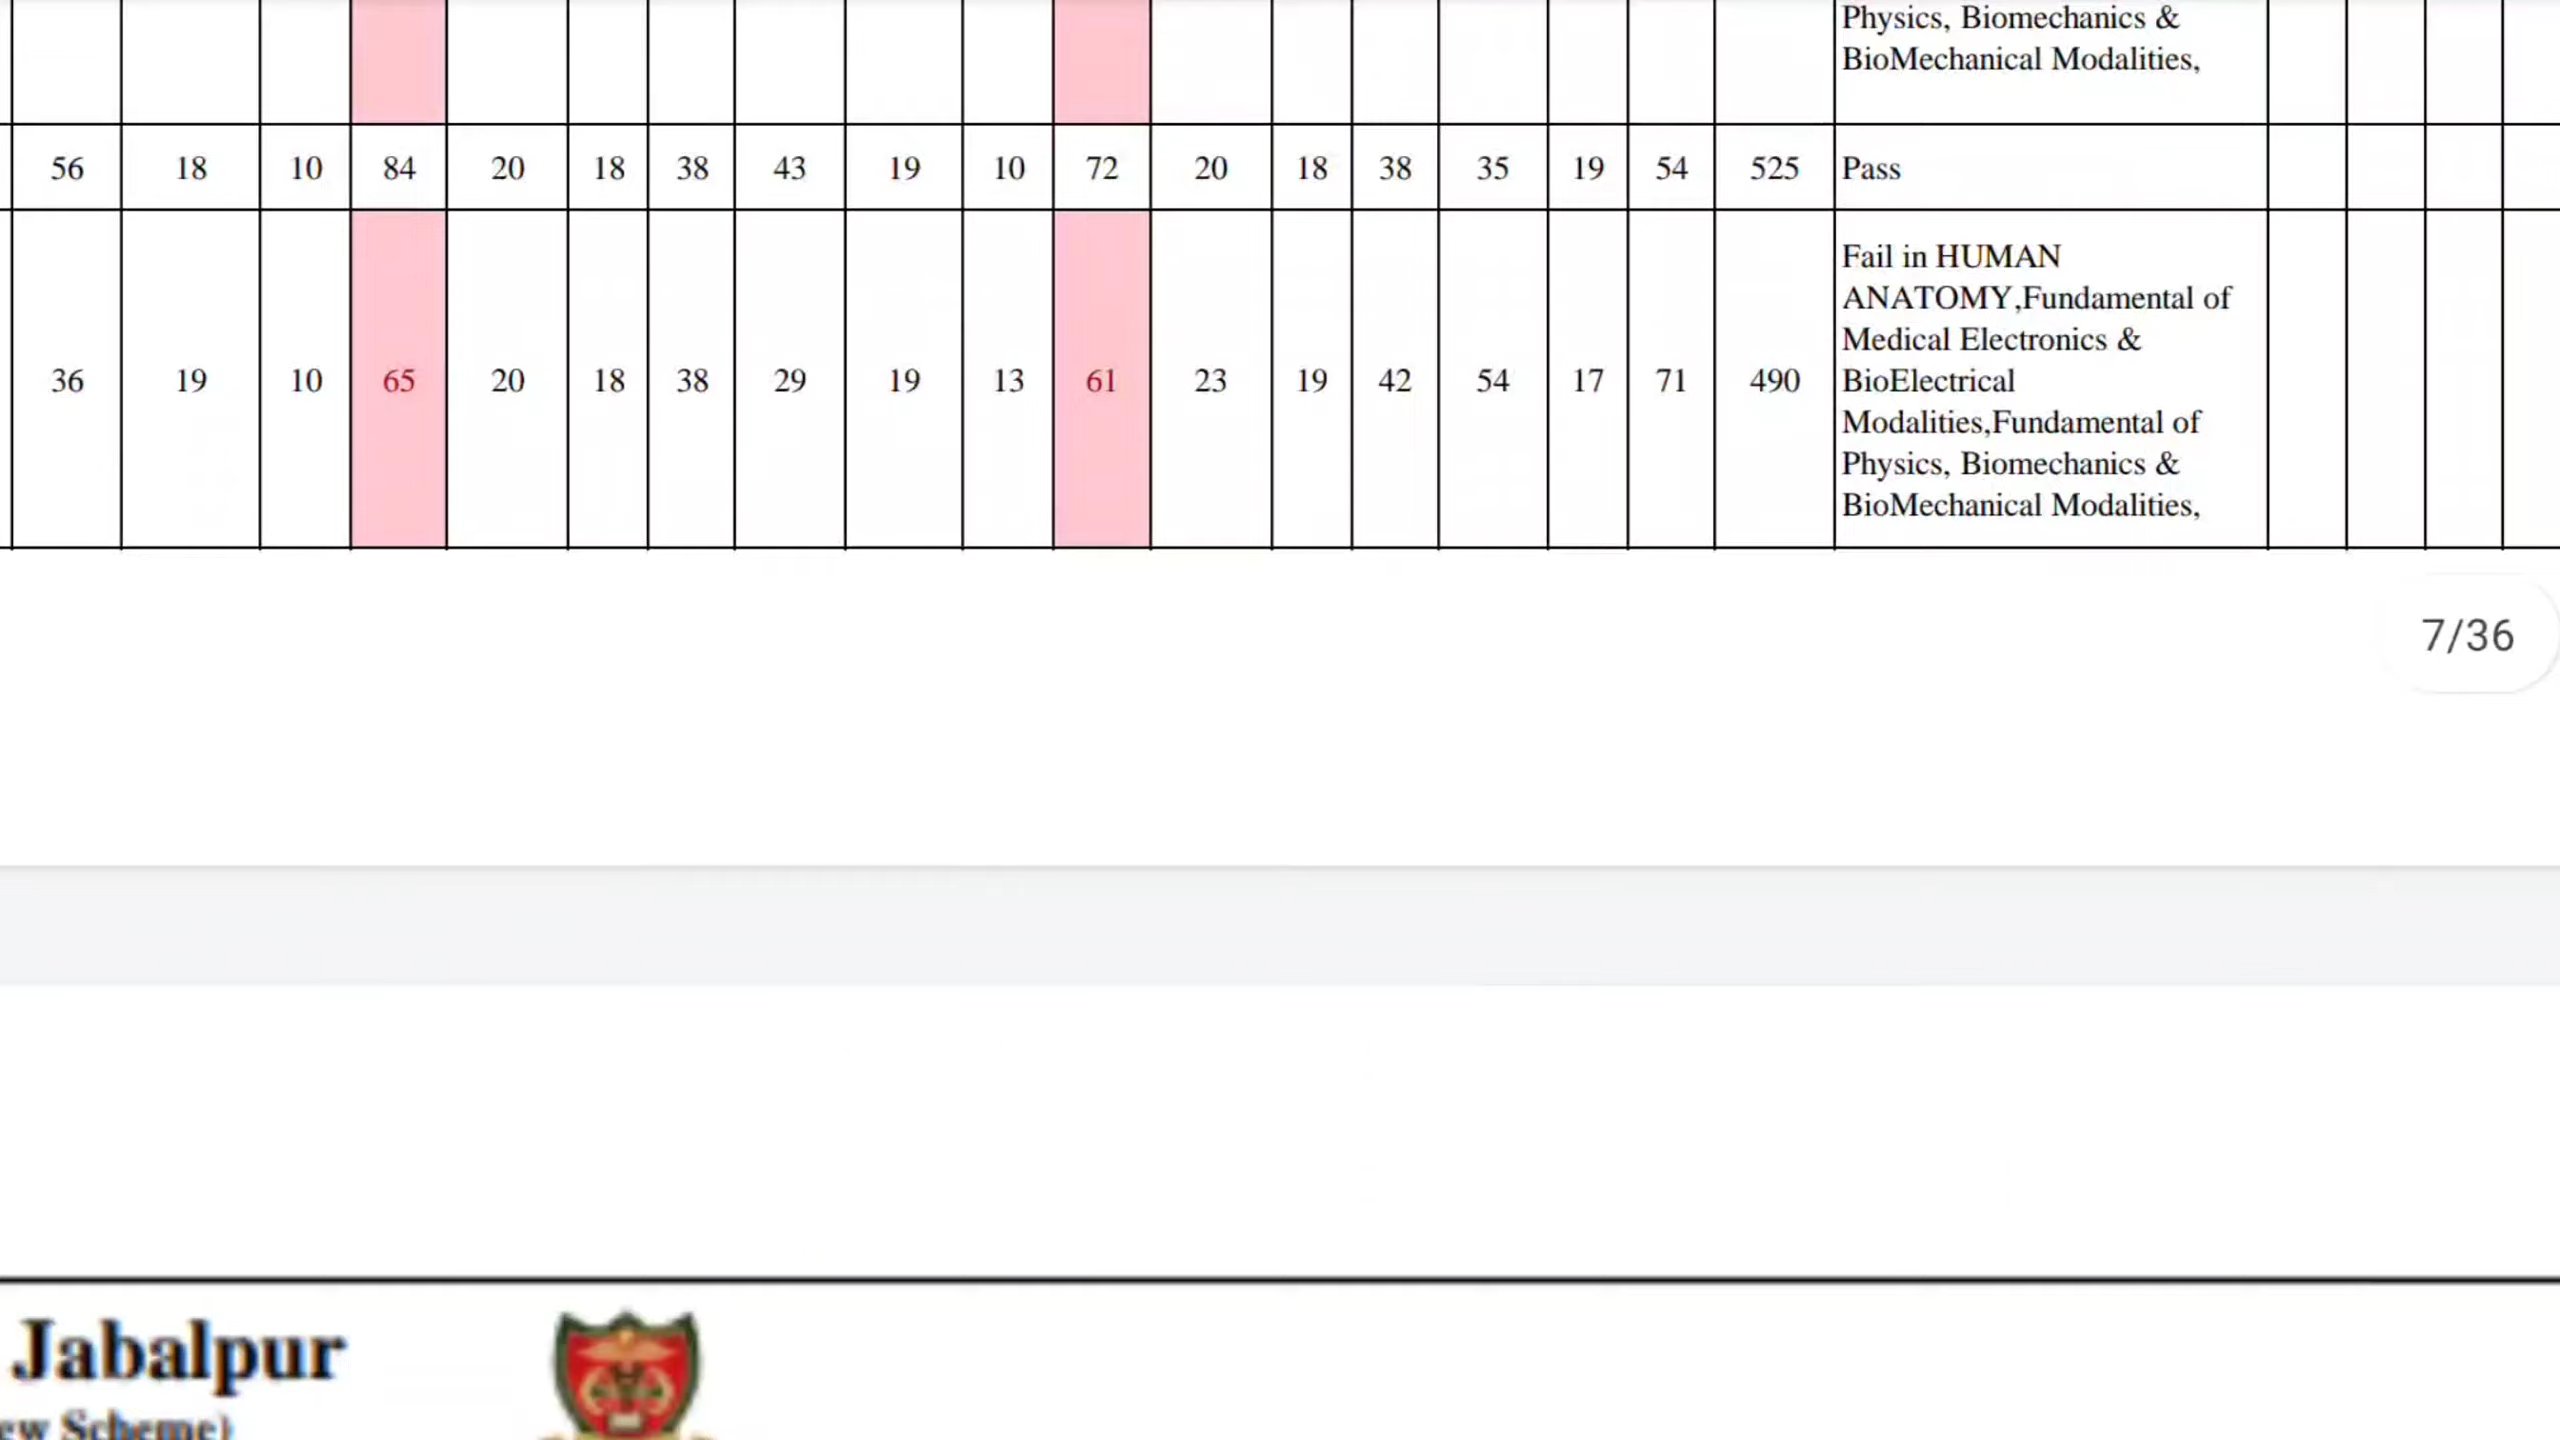 Physics, Biomechanics &
BioMechanical Modalities,
56 18 10 84 20 18 38 43 19 10 72 20 18 38 35 19 54 525 Pass
36 19 10 65 20 18 38 29 19 13 61 23 19 42 54 17 71 490
Fail in HUMAN
ANATOMY,Fundamental of
Medical Electronics &
BioElectrical
Modalities,Fundamental of
Physics, Biomechanics &
BioMechanical Modalities,
7/36
Jabalpur
ew Scheme)